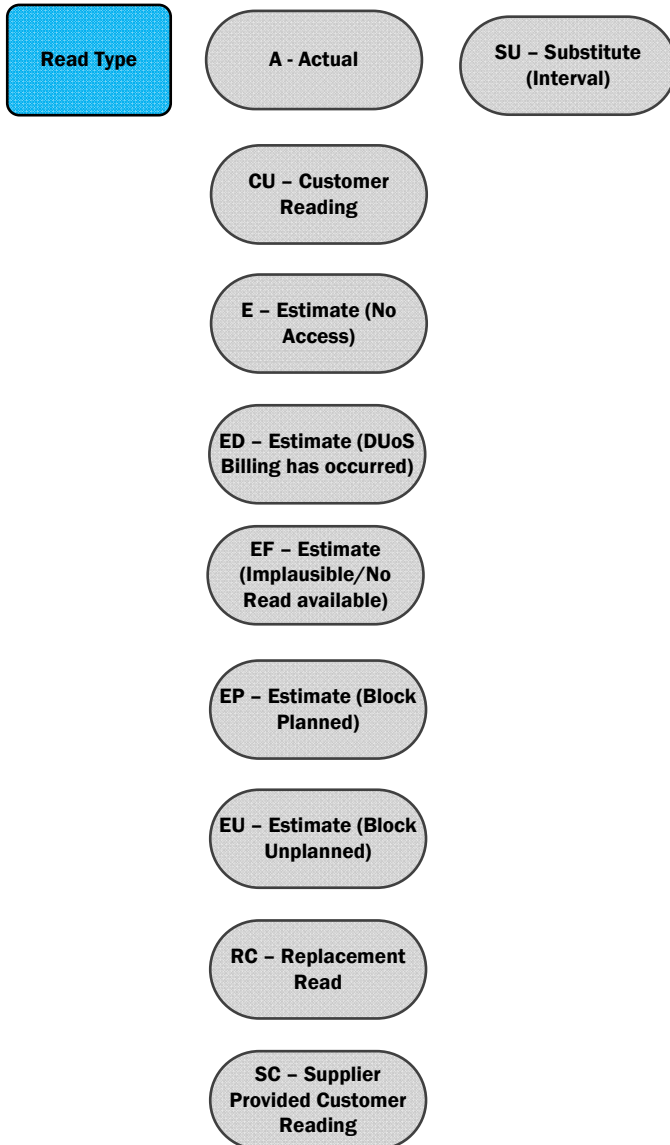 Read Type
A - Actual
SU – Substitute
(Interval)
CU – Customer
Reading
E – Estimate (No
Access)
ED – Estimate (DUoS
Billing has occurred)
EF – Estimate
(Implausible/No
Read available)
EP – Estimate (Block
Planned)
EU – Estimate (Block
Unplanned)
RC – Replacement
Read
SC – Supplier
Provided Customer
Reading